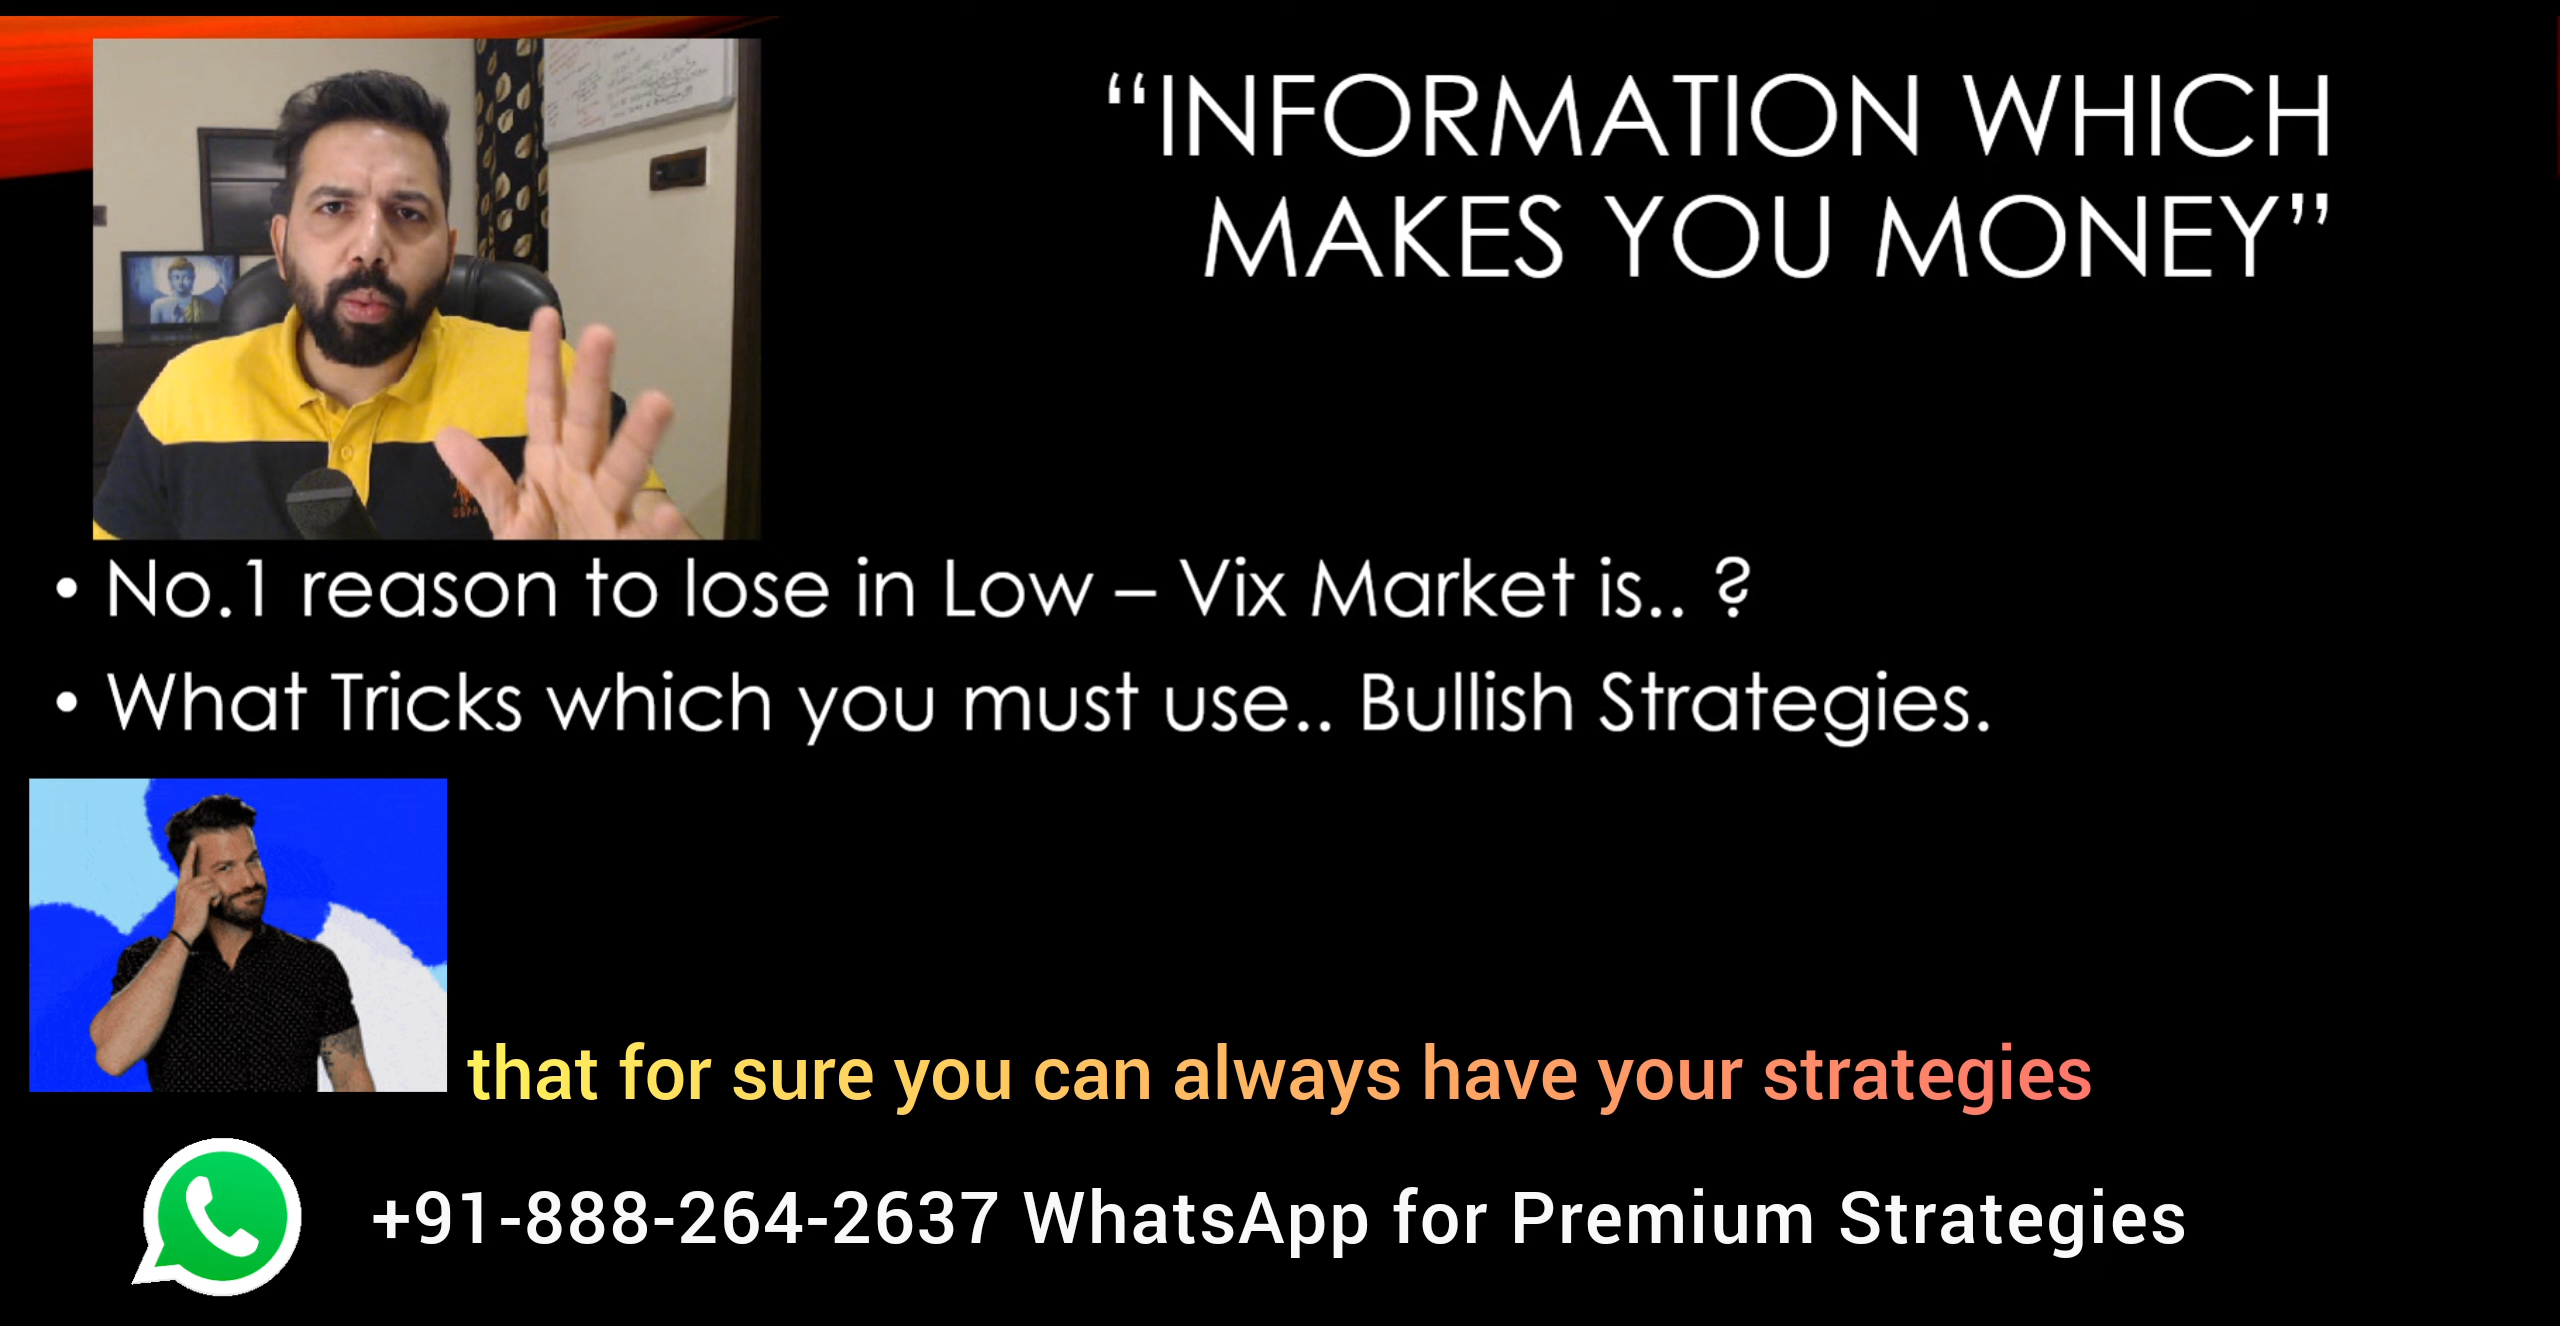 “INFORMATION WHICH
MAKES YOU MONEY”
• No.1 reason to lose in Low – Vix Market is.. ?
• What Tricks which you must use.. Bullish Strategies.
that for sure you can always have your strategies
+91-888-264-2637 WhatsApp for Premium Strategies